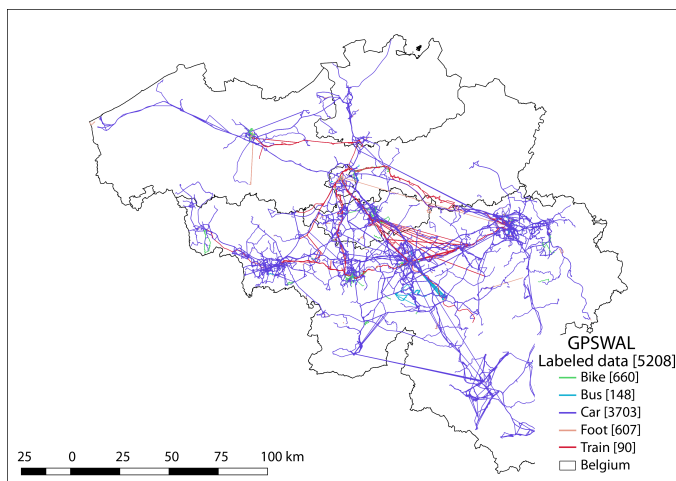 GPSWAL
Labeled data [5208]
Bike [660]
Bus [148]
Car [3703]
Foot [607]
Train [90]
Belgium
25 0 25 50 75 100 km